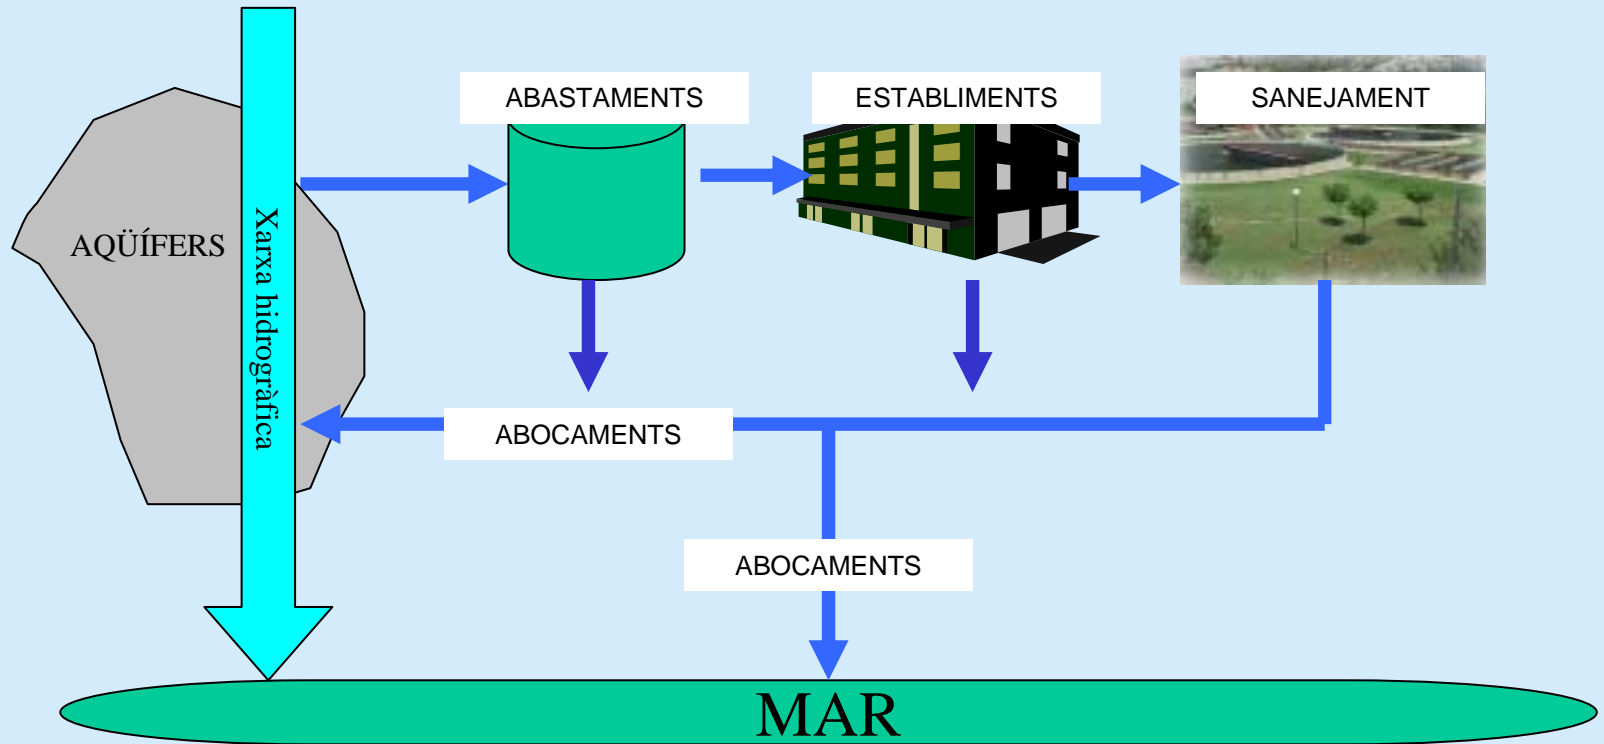 ABASTAMENTS
ESTABLIMENTS
SANEJAMENT
AQÜÍFERS
Xarxa hidrogràfica
ABOCAMENTS
ABOCAMENTS
MAR